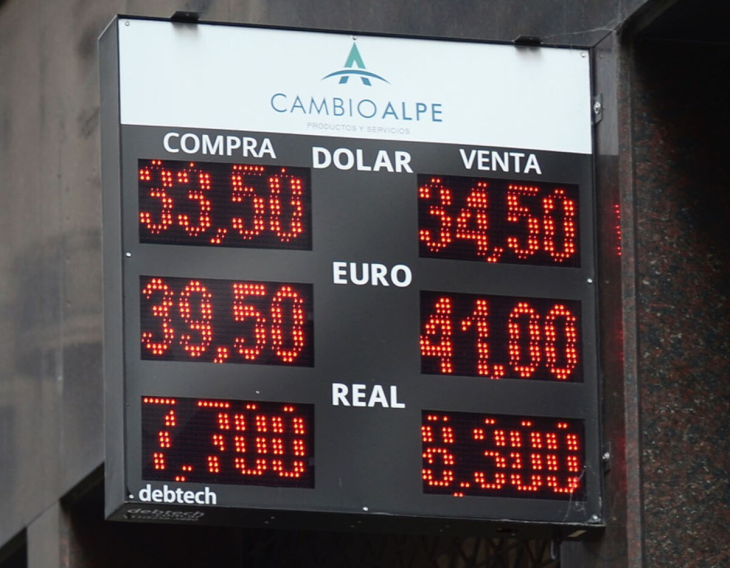 CAMBIOALPE
PRODUCTOS Y SERVICIOS
COMPRA DOLAR VENTA
33,50 34,50
EURO
39,50 41,00
REAL
7,700 8,300
debtech